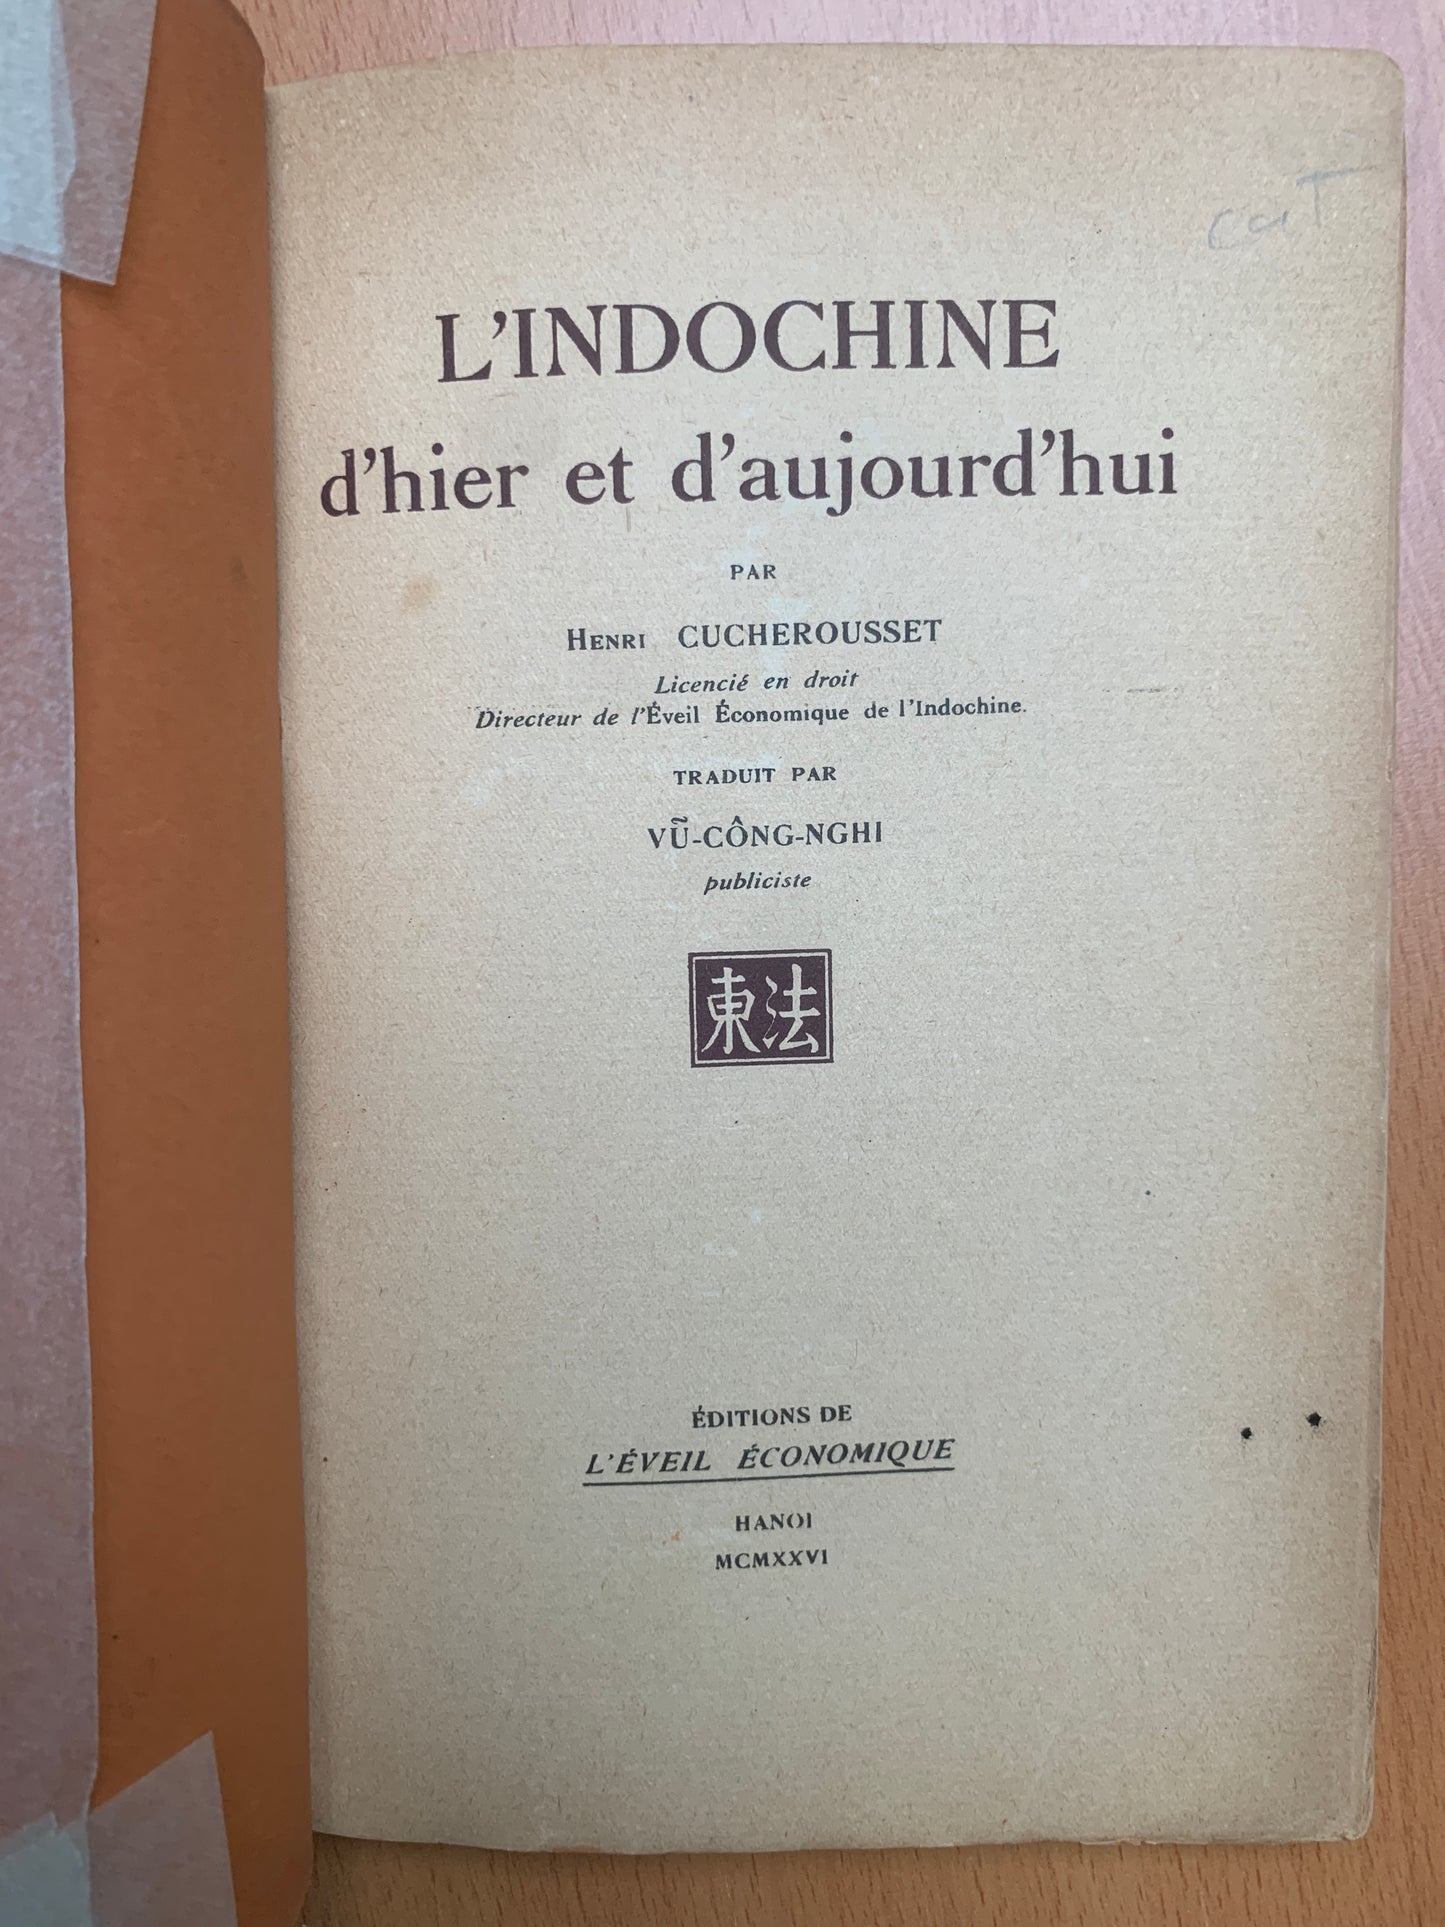 caT
L'INDOCHINE
d'hier et d'aujourd'hui
PAR
HENRI CUCHEROUSSET
Licencié en droit
Directeur de l'Éveil Économique de l'Indochine.
TRADUIT PAR
VŨ-CÔNG-NGHI
publiciste
東法
ÉDITIONS DE
L'ÉVEIL ÉCONOMIQUE
HANOI
MCMXXVI